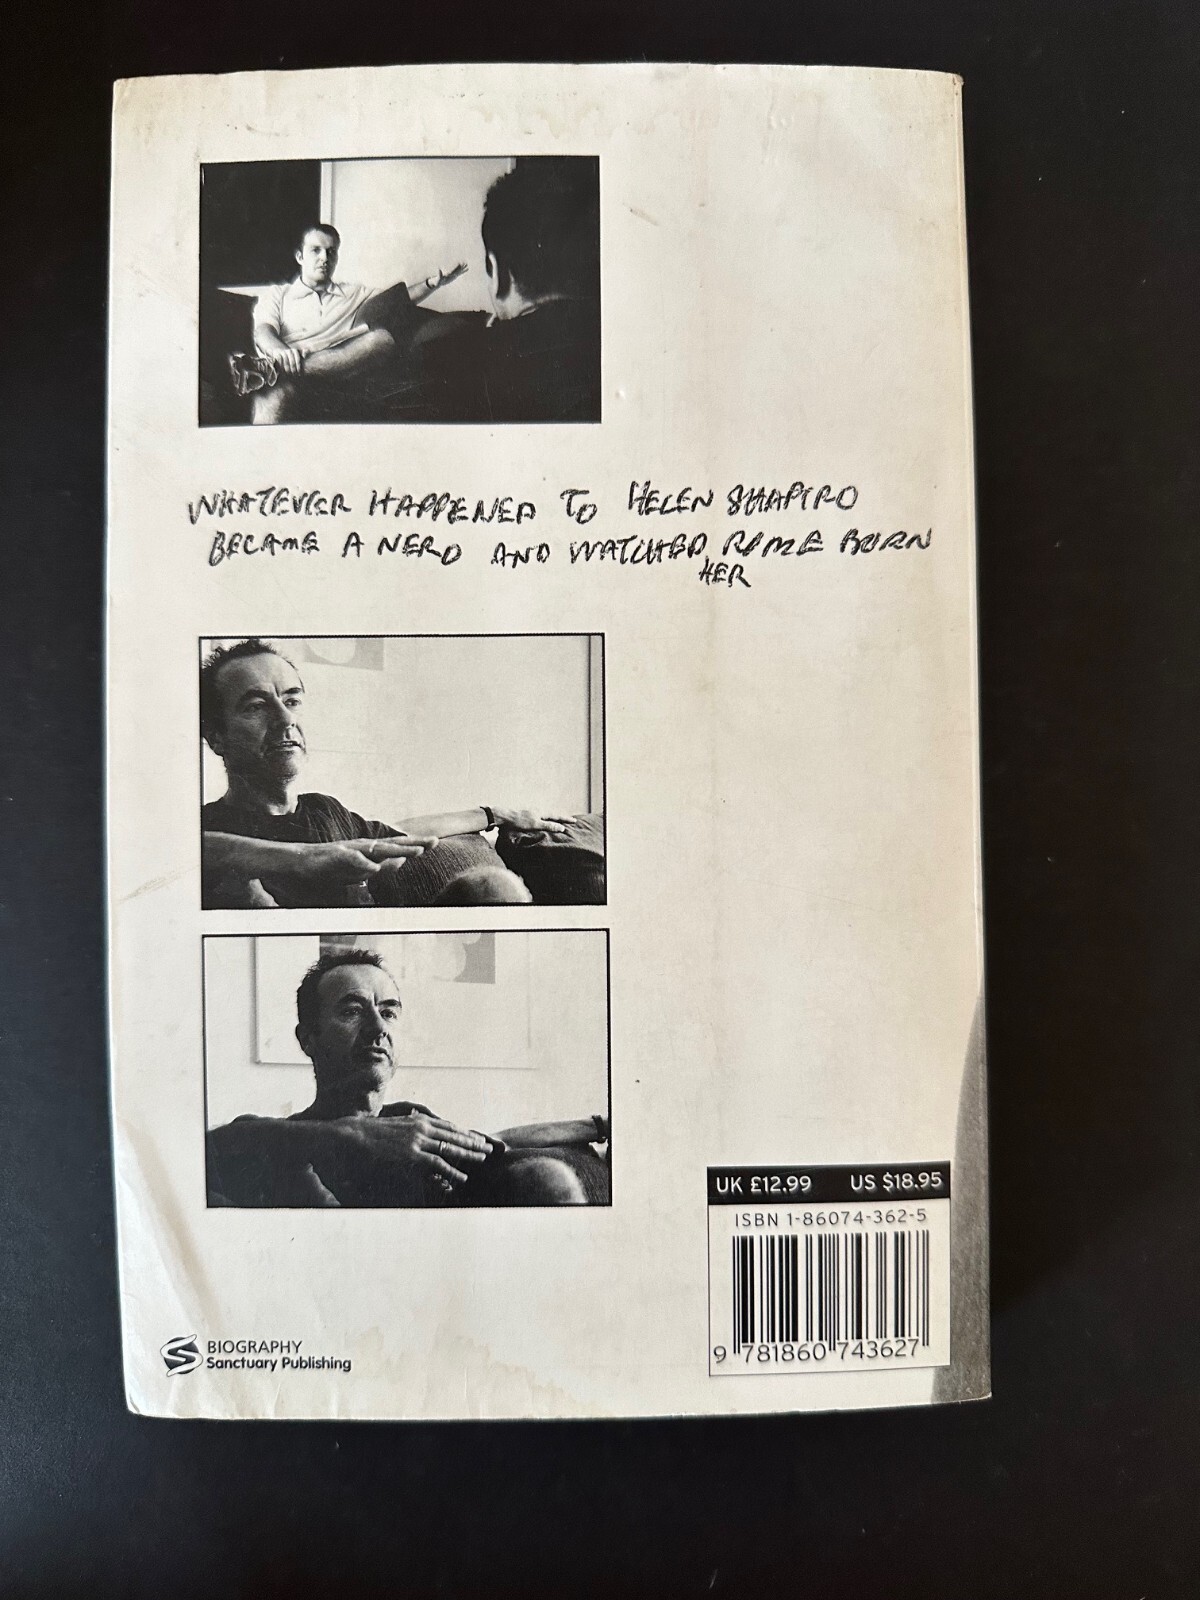 WHATEVER HAPPENED TO HELEN SHAPIRO
BECAME A NERO AND WATCHED ROME BURN
HER
UK £12.99 US $18.95
ISBN 1-86074-362-5
9 781860 743627
BIOGRAPHY
Sanctuary Publishing